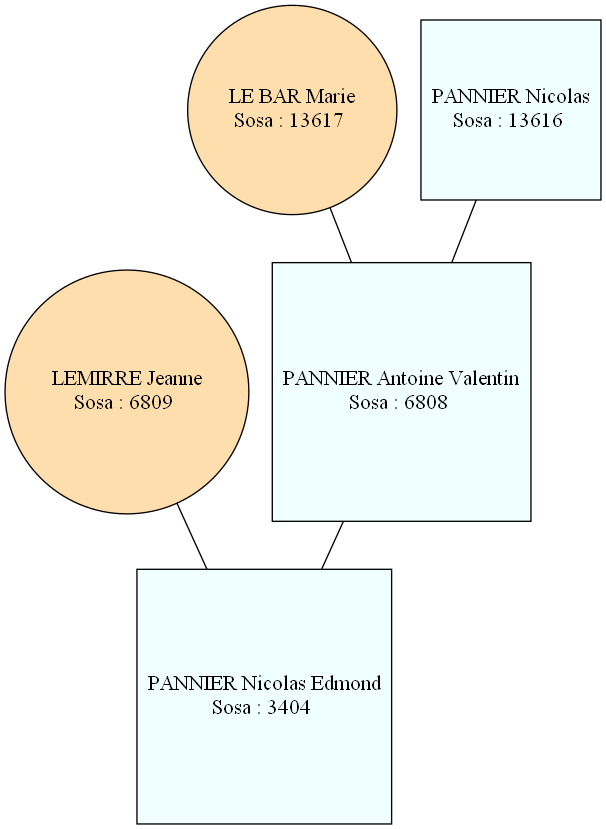 LE BAR Marie
Sosa : 13617
PANNIER Nicolas
Sosa : 13616
LEMIRRE Jeanne
Sosa : 6809
PANNIER Antoine Valentin
Sosa : 6808
PANNIER Nicolas Edmond
Sosa : 3404